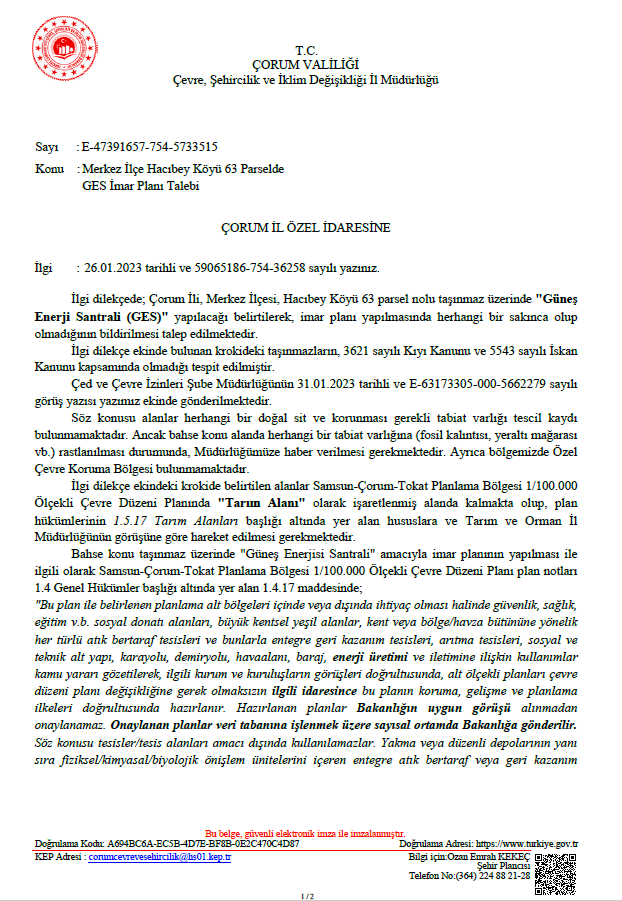 T.C.
ÇORUM VALİLİĞİ
Çevre, Şehircilik ve İklim Değişikliği İl Müdürlüğü
Sayı : E-47391657-754-5733515
Konu : Merkez İlçe Hacıbey Köyü 63 Parselde
GES İmar Planı Talebi
ÇORUM İL ÖZEL İDARESİNE
İlgi : 26.01.2023 tarihli ve 59065186-754-36258 sayılı yazınız.
İlgi dilekçede; Çorum İli, Merkez İlçesi, Hacıbey Köyü 63 parsel nolu taşınmaz üzerinde "Güneş
Enerji Santrali (GES)" yapılacağı belirtilerek, imar planı yapılmasında herhangi bir sakınca olup
olmadığının bildirilmesi talep edilmektedir.
İlgi dilekçe ekinde bulunan krokideki taşınmazların, 3621 sayılı Kıyı Kanunu ve 5543 sayılı İskan
Kanunu kapsamında olmadığı tespit edilmiştir.
Çed ve Çevre İzinleri Şube Müdürlüğünün 31.01.2023 tarihli ve E-63173305-000-5662279 sayılı
görüş yazısı yazımız ekinde gönderilmektedir.
Söz konusu alanlar herhangi bir doğal sit ve korunması gerekli tabiat varlığı tescil kaydı
bulunmamaktadır. Ancak bahse konu alanda herhangi bir tabiat varlığına (fosil kalıntısı, yeraltı mağarası
vb.) rastlanılması durumunda, Müdürlüğümüze haber verilmesi gerekmektedir. Ayrıca bölgemizde Özel
Çevre Koruma Bölgesi bulunmamaktadır.
İlgi dilekçe ekindeki krokide belirtilen alanlar Samsun-Çorum-Tokat Planlama Bölgesi 1/100.000
Ölçekli Çevre Düzeni Planında "Tarım Alanı" olarak işaretlenmiş alanda kalmakta olup, plan
hükümlerinin 1.5.17 Tarım Alanları başlığı altında yer alan hususlara ve Tarım ve Orman İl
Müdürlüğünün görüşüne göre hareket edilmesi gerekmektedir.
Bahse konu taşınmaz üzerinde "Güneş Enerjisi Santrali" amacıyla imar planının yapılması ile
ilgili olarak Samsun-Çorum-Tokat Planlama Bölgesi 1/100.000 Ölçekli Çevre Düzeni Planı plan notları
1.4 Genel Hükümler başlığı altında yer alan 1.4.17 maddesinde;
"Bu plan ile belirlenen planlama alt bölgeleri içinde veya dışında ihtiyaç olması halinde güvenlik, sağlık,
eğitim v.b. sosyal donatı alanları, büyük kentsel yeşil alanlar, kent veya bölge/havza bütününe yönelik
her türlü atık bertaraf tesisleri ve bunlarla entegre geri kazanım tesisleri, arıtma tesisleri, sosyal ve
teknik alt yapı, karayolu, demiryolu, havaalanı, baraj, enerji üretimi ve iletimine ilişkin kullanımlar
kamu yararı gözetilerek, ilgili kurum ve kuruluşların görüşleri doğrultusunda, alt ölçekli planları çevre
düzeni planı değişikliğine gerek olmaksızın ilgili idaresince bu planın koruma, gelişme ve planlama
ilkeleri doğrultusunda hazırlanır. Hazırlanan planlar Bakanlığın uygun görüşü alınmadan
onaylanamaz. Onaylanan planlar veri tabanına işlenmek üzere sayısal ortamda Bakanlığa gönderilir.
Söz konusu tesisler/tesis alanları amacı dışında kullanılamazlar. Yakma veya düzenli depolarının yanı
sıra fiziksel/kimyasal/biyolojik önişlem ünitelerini içeren entegre atık bertaraf veya geri kazanım
Bu belge, güvenli elektronik imza ile imzalanmıştır.
Doğrulama Kodu: A694BC6A-EC5B-4D7E-BF8B-0E2C470C4D87 Doğrulama Adresi: https://www.turkiye.gov.tr
KEP Adresi : corumcevrevesehircilik@hs01.kep.tr Bilgi için:Ozan Emrah KEKEÇ
Şehir Plancısı
Telefon No:(364) 224 88 21-28
1 / 2